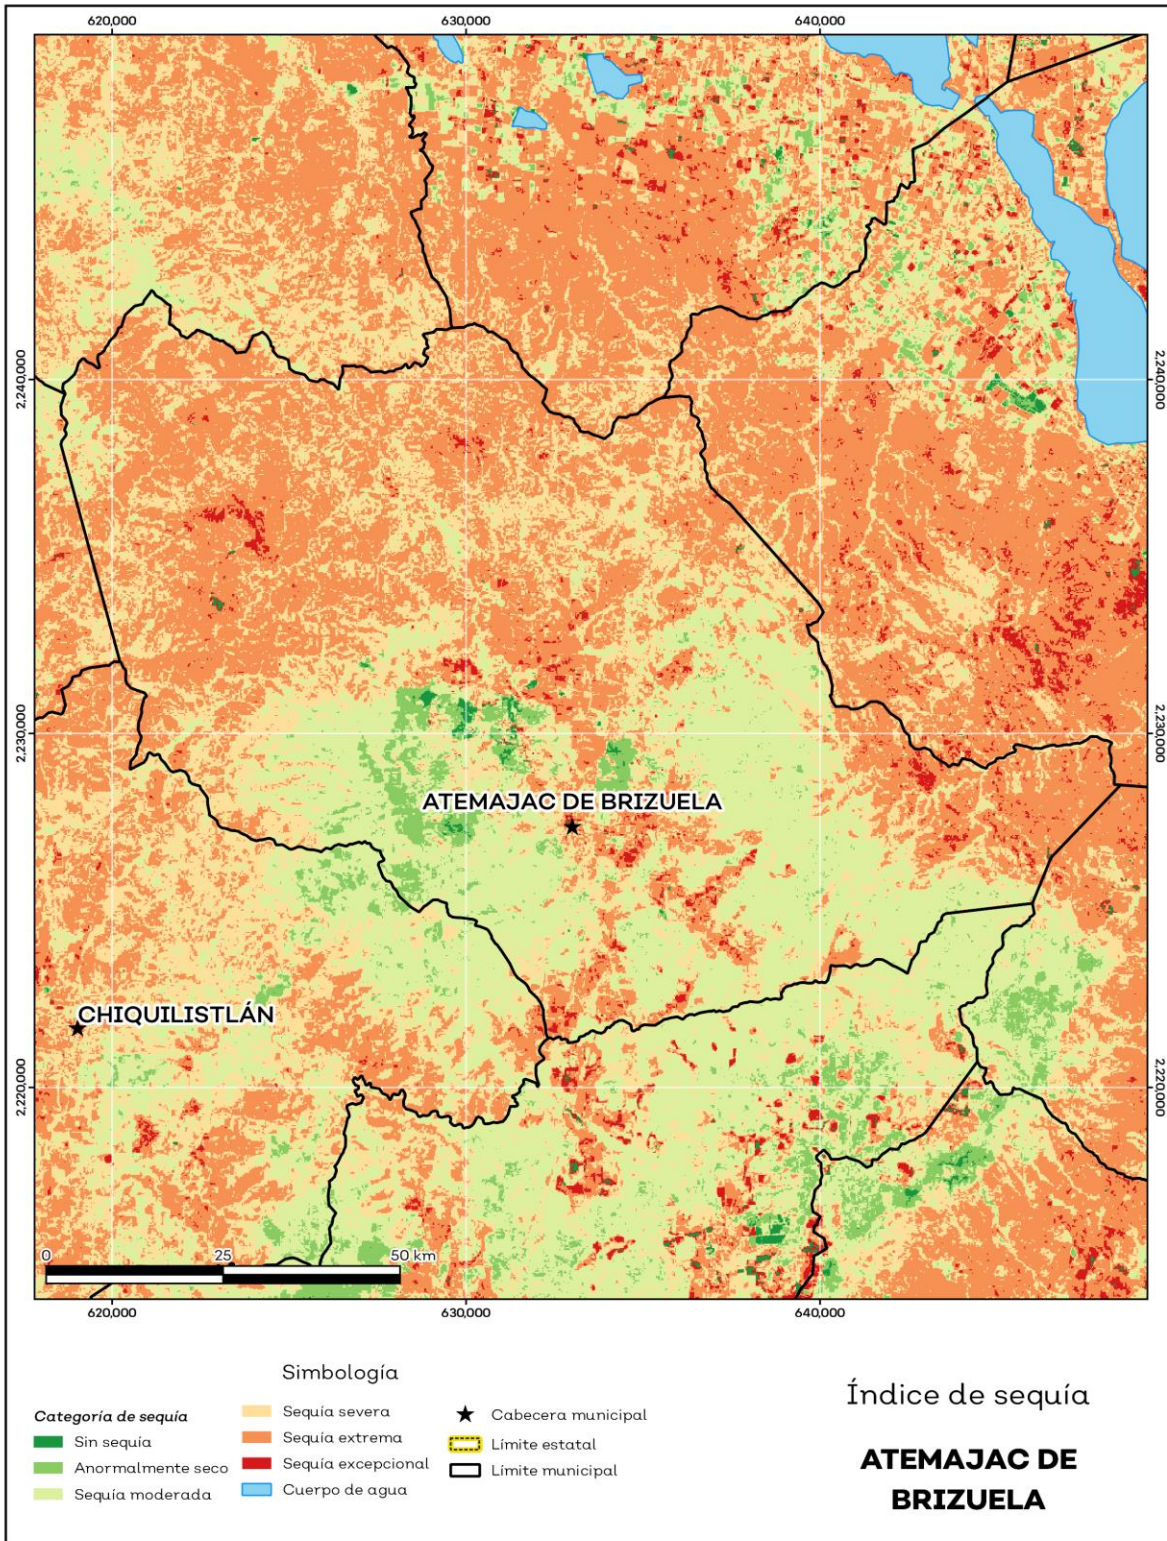 620,000 630,000 640,000
2,240,000 2,240,000
2,230,000 2,230,000
ATEMAJAC DE BRIZUELA
CHIQUILISTLÁN
2,220,000 2,220,000
0 25 50 km
620,000 630,000 640,000
Simbología
Categoría de sequía
Sin sequía
Anormalmente seco
Sequía moderada
Sequía severa
Sequía extrema
Sequía excepcional
Cuerpo de agua
Cabecera municipal
Límite estatal
Límite municipal
Índice de sequía
ATEMAJAC DE
BRIZUELA